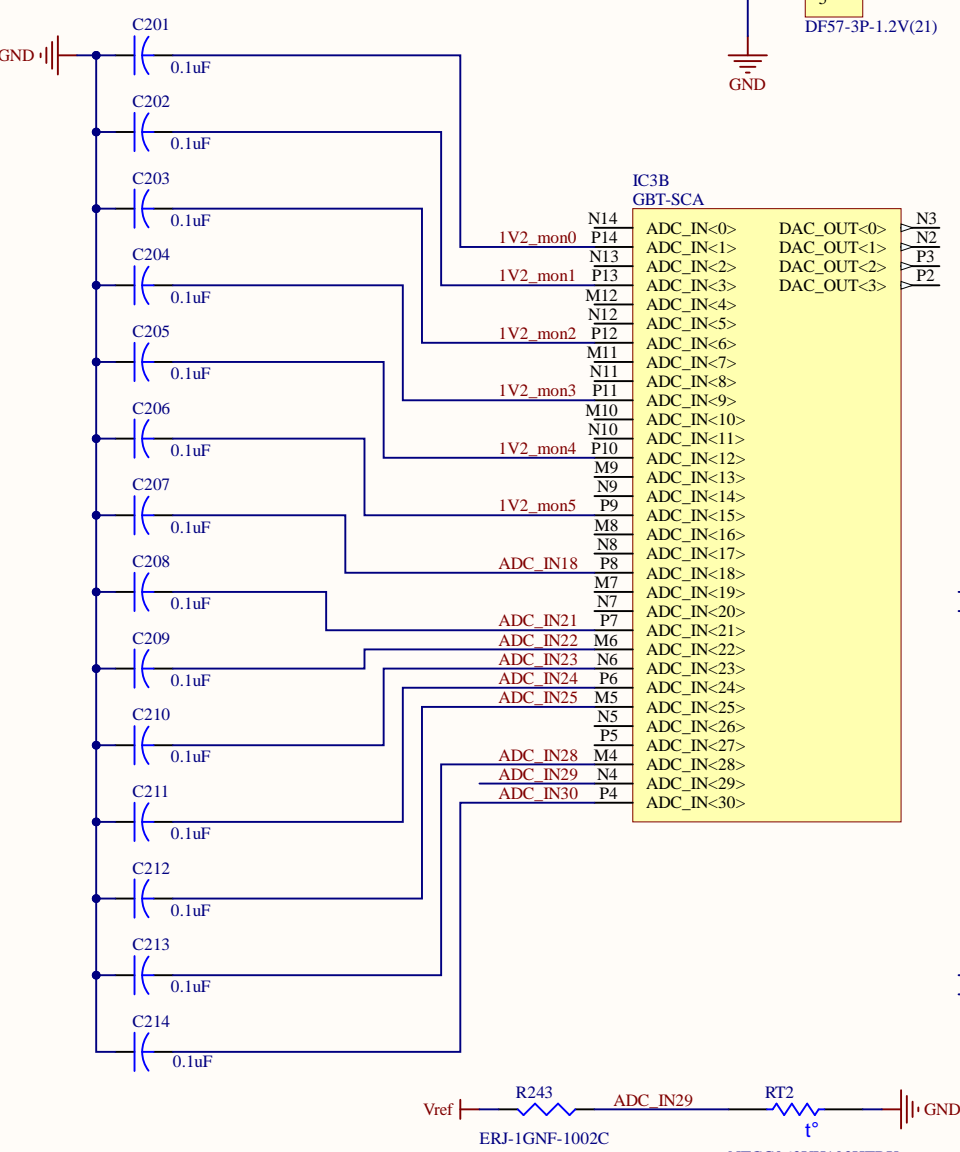 DF57-3P-1.2V(21)
GND
GND
C201
0.1uF
C202
0.1uF
C203
0.1uF
C204
0.1uF
C205
0.1uF
C206
0.1uF
C207
0.1uF
C208
0.1uF
C209
0.1uF
C210
0.1uF
C211
0.1uF
C212
0.1uF
C213
0.1uF
C214
0.1uF
IC3B
GBT-SCA
N14 ADC_IN<0> DAC_OUT<0> N3
1V2_mon0 P14 ADC_IN<1> DAC_OUT<1> N2
N13 ADC_IN<2> DAC_OUT<2> P3
1V2_mon1 P13 ADC_IN<3> DAC_OUT<3> P2
M12 ADC_IN<4>
N12 ADC_IN<5>
1V2_mon2 P12 ADC_IN<6>
M11 ADC_IN<7>
N11 ADC_IN<8>
1V2_mon3 P11 ADC_IN<9>
M10 ADC_IN<10>
N10 ADC_IN<11>
1V2_mon4 P10 ADC_IN<12>
M9 ADC_IN<13>
N9 ADC_IN<14>
1V2_mon5 P9 ADC_IN<15>
M8 ADC_IN<16>
N8 ADC_IN<17>
ADC_IN18 P8 ADC_IN<18>
M7 ADC_IN<19>
N7 ADC_IN<20>
ADC_IN21 P7 ADC_IN<21>
ADC_IN22 M6 ADC_IN<22>
ADC_IN23 N6 ADC_IN<23>
ADC_IN24 P6 ADC_IN<24>
ADC_IN25 M5 ADC_IN<25>
N5 ADC_IN<26>
P5 ADC_IN<27>
ADC_IN28 M4 ADC_IN<28>
ADC_IN29 N4 ADC_IN<29>
ADC_IN30 P4 ADC_IN<30>
R243 RT2
Vref ADC_IN29 GND
t°
ERJ-1GNF-1002C